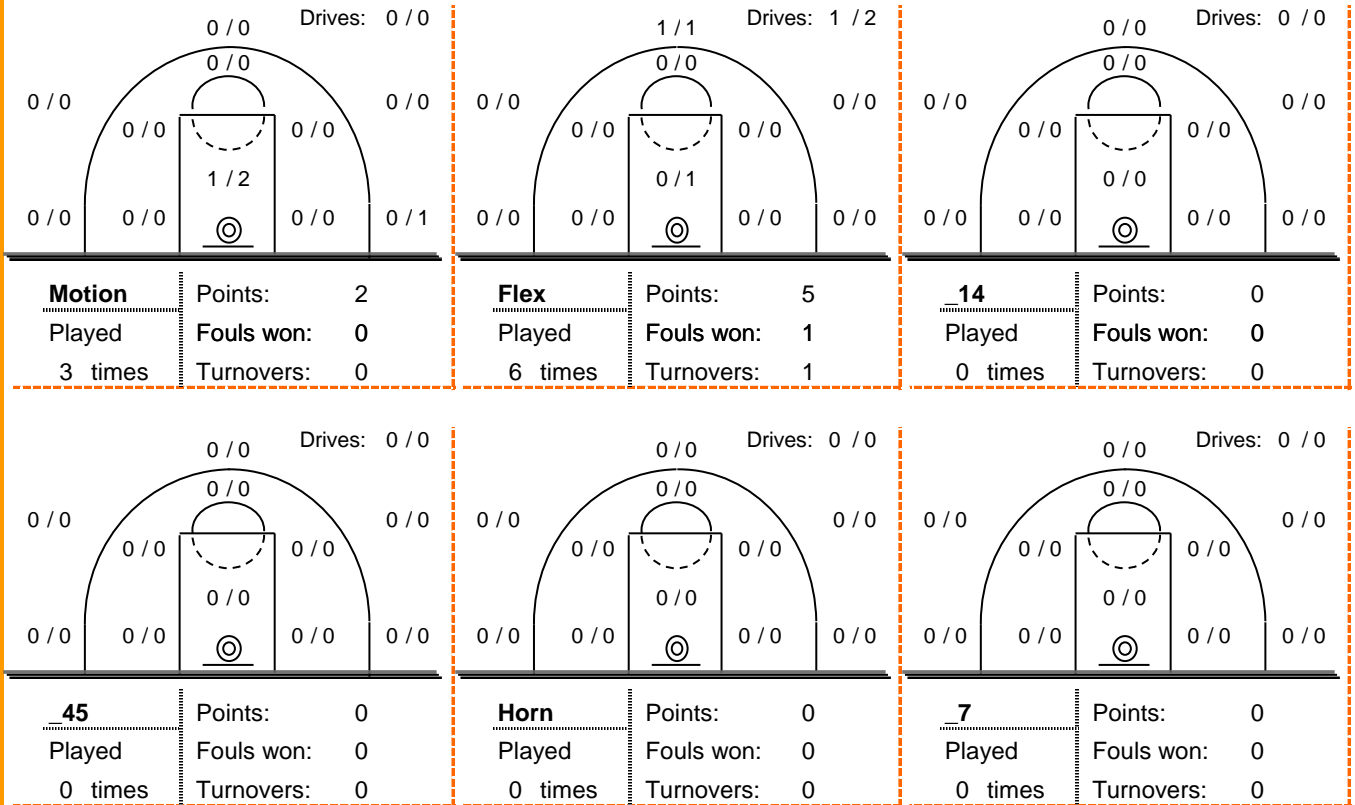 Drives: 0 / 0
0 / 0
0 / 0
0 / 0
0 / 0
0 / 0
0 / 0
1 / 2
0 / 0
0 / 0
0 / 0
0 / 1
Motion
Played
3 times
Points: 2
Fouls won: 0
Turnovers: 0
Drives: 1 / 2
1 / 1
0 / 0
0 / 0
0 / 0
0 / 0
0 / 0
0 / 1
0 / 0
0 / 0
0 / 0
0 / 0
Flex
Played
6 times
Points: 5
Fouls won: 1
Turnovers: 1
Drives: 0 / 0
0 / 0
0 / 0
0 / 0
0 / 0
0 / 0
0 / 0
0 / 0
0 / 0
0 / 0
0 / 0
0 / 0
_14
Played
0 times
Points: 0
Fouls won: 0
Turnovers: 0
Drives: 0 / 0
0 / 0
0 / 0
0 / 0
0 / 0
0 / 0
0 / 0
0 / 0
0 / 0
0 / 0
0 / 0
0 / 0
_45
Played
0 times
Points: 0
Fouls won: 0
Turnovers: 0
Drives: 0 / 0
0 / 0
0 / 0
0 / 0
0 / 0
0 / 0
0 / 0
0 / 0
0 / 0
0 / 0
0 / 0
0 / 0
Horn
Played
0 times
Points: 0
Fouls won: 0
Turnovers: 0
Drives: 0 / 0
0 / 0
0 / 0
0 / 0
0 / 0
0 / 0
0 / 0
0 / 0
0 / 0
0 / 0
0 / 0
0 / 0
_7
Played
0 times
Points: 0
Fouls won: 0
Turnovers: 0